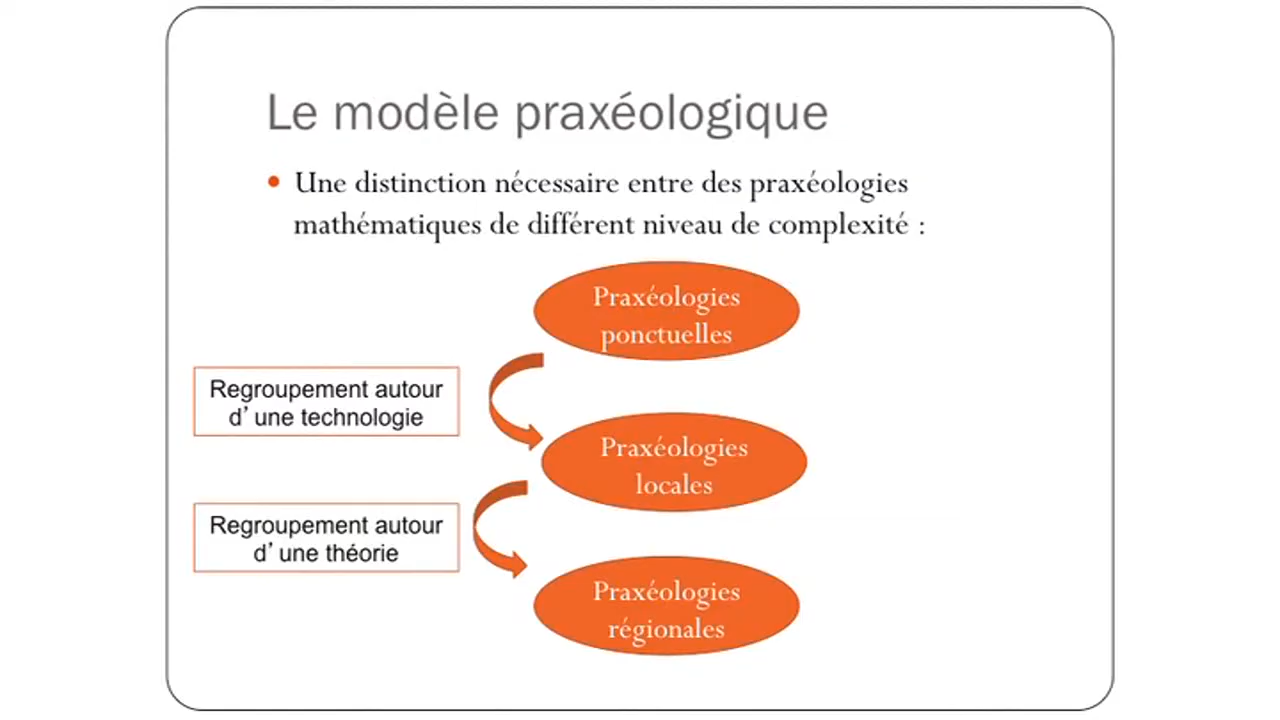 Le modèle praxéologique
• Une distinction nécessaire entre des praxéologies
mathématiques de différent niveau de complexité :
Praxéologies
ponctuelles
Regroupement autour
d’une technologie
Praxéologies
locales
Regroupement autour
d’une théorie
Praxéologies
régionales